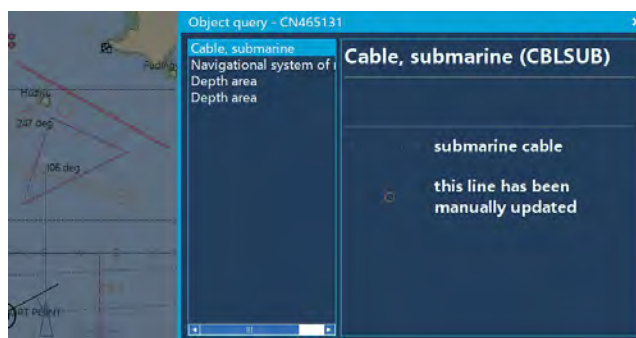 Object query - CN465131
Cable, submarine
Navigational system of
Depth area
Depth area
Cable, submarine (CBLSUB)
submarine cable
this line has been
manually updated
247 deg
106 deg